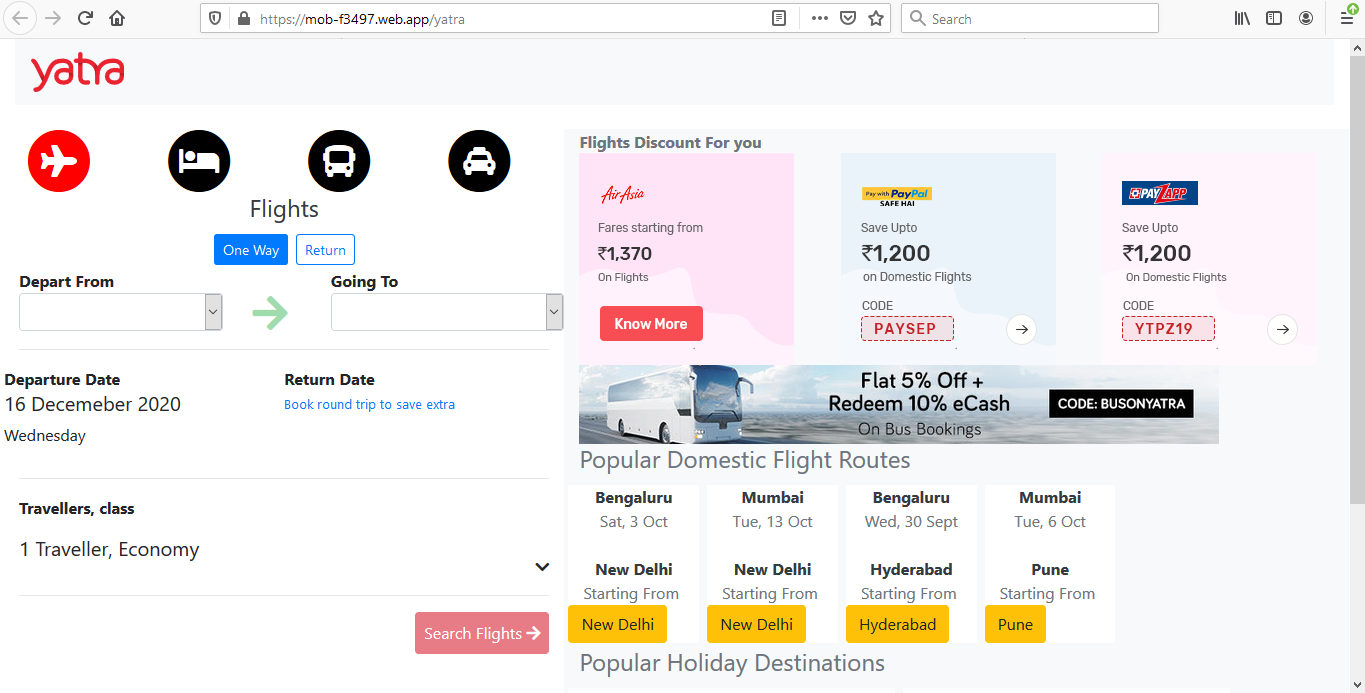 https://mob-f3497.web.app/yatra
Search
yatra
Flights
One Way
Return
Depart From
Going To
Departure Date
16 Decemeber 2020
Wednesday
Return Date
Book round trip to save extra
Travellers, class
1 Traveller, Economy
Search Flights
Flights Discount For you
AirAsia
Fares starting from
₹1,370
On Flights
Know More
Pay with PayPal
SAFE HAI
Save Upto
₹1,200
on Domestic Flights
CODE
PAYSEP
PAYZAPP
Save Upto
₹1,200
On Domestic Flights
CODE
YTPZ19
Flat 5% Off +
Redeem 10% eCash
On Bus Bookings
CODE: BUSONYATRA
Popular Domestic Flight Routes
Bengaluru
Sat, 3 Oct
New Delhi
Starting From
New Delhi
Mumbai
Tue, 13 Oct
New Delhi
Starting From
New Delhi
Bengaluru
Wed, 30 Sept
Hyderabad
Starting From
Hyderabad
Mumbai
Tue, 6 Oct
Pune
Starting From
Pune
Popular Holiday Destinations